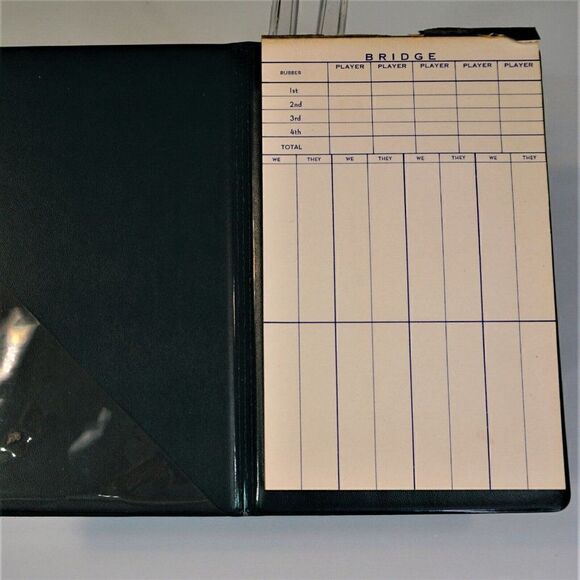 BRIDGE
RUBBER PLAYER PLAYER PLAYER PLAYER PLAYER
1st
2nd
3rd
4th
TOTAL
WE THEY WE THEY WE THEY WE THEY